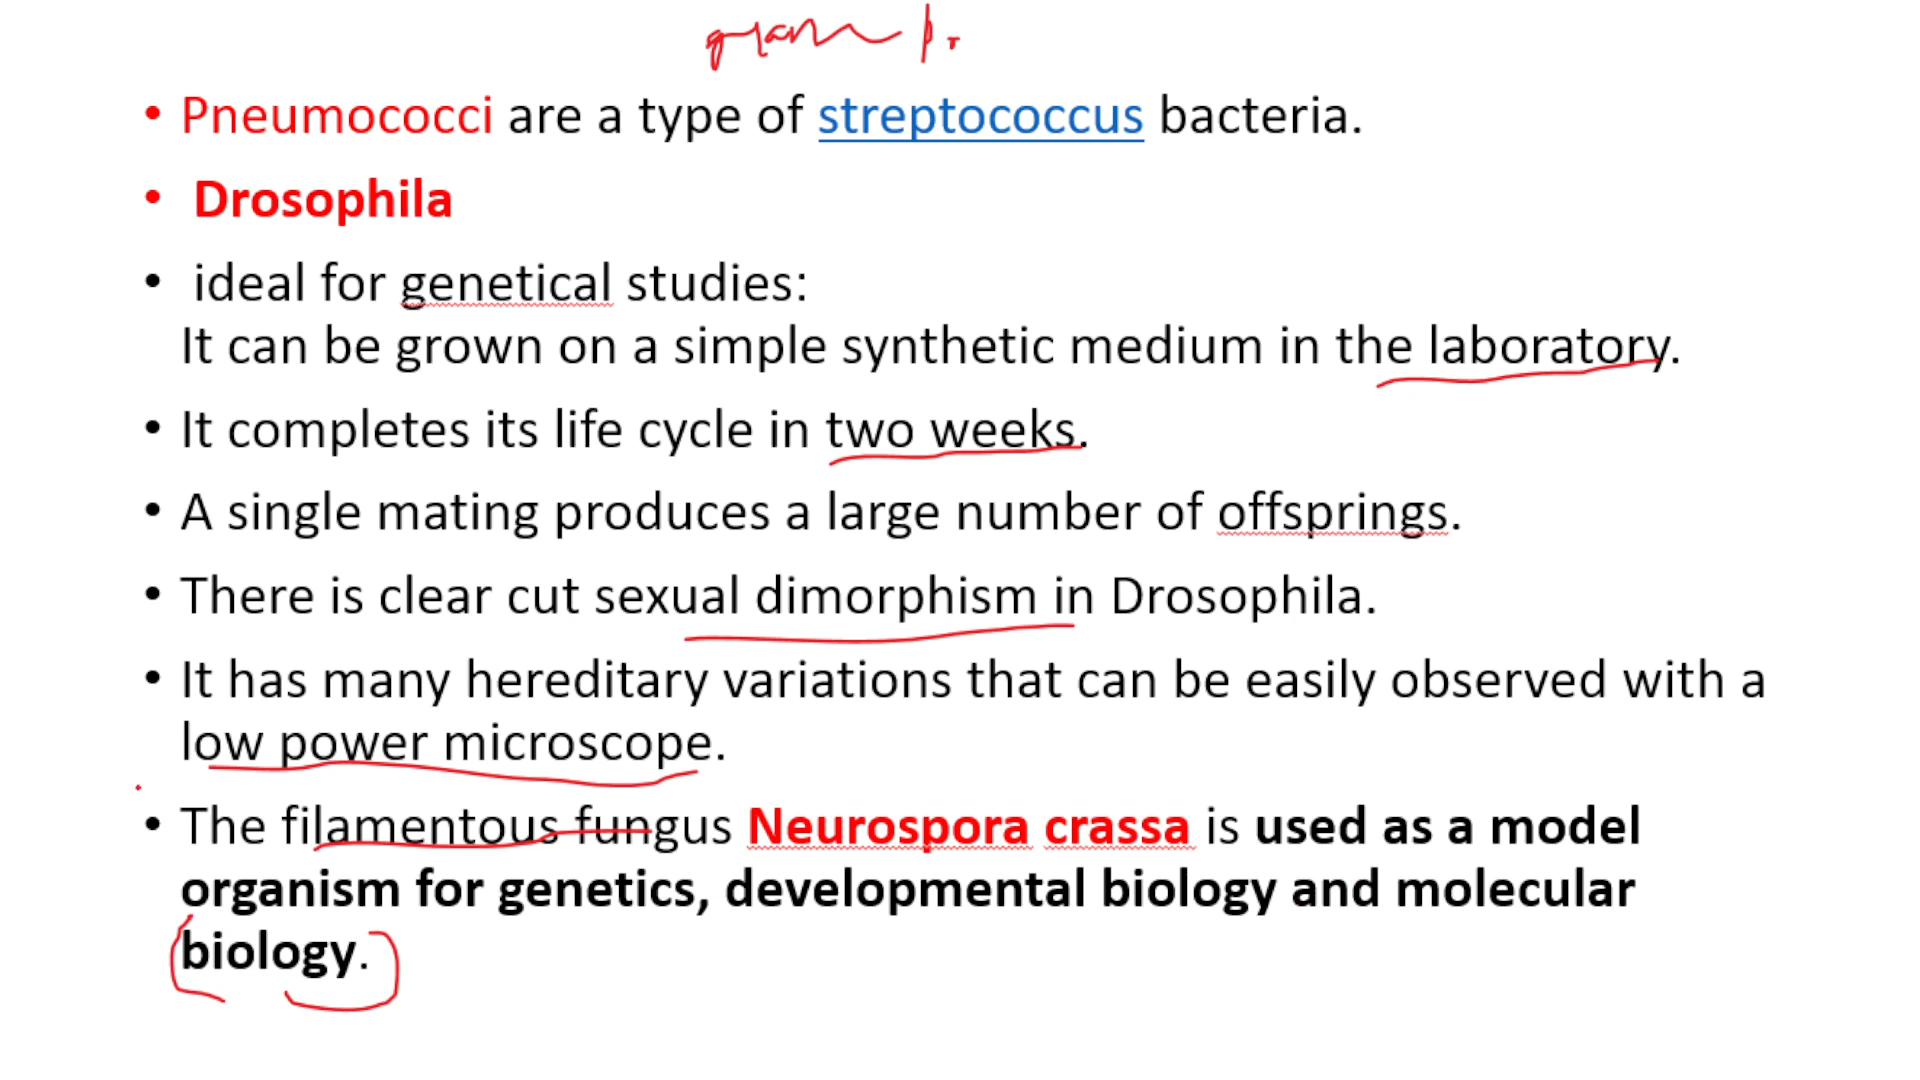 gram p.
• Pneumococci are a type of streptococcus bacteria.
• Drosophila
• ideal for genetical studies:
It can be grown on a simple synthetic medium in the laboratory.
• It completes its life cycle in two weeks.
• A single mating produces a large number of offsprings.
• There is clear cut sexual dimorphism in Drosophila.
• It has many hereditary variations that can be easily observed with a
low power microscope.
• The filamentous fungus Neurospora crassa is used as a model
organism for genetics, developmental biology and molecular
biology.